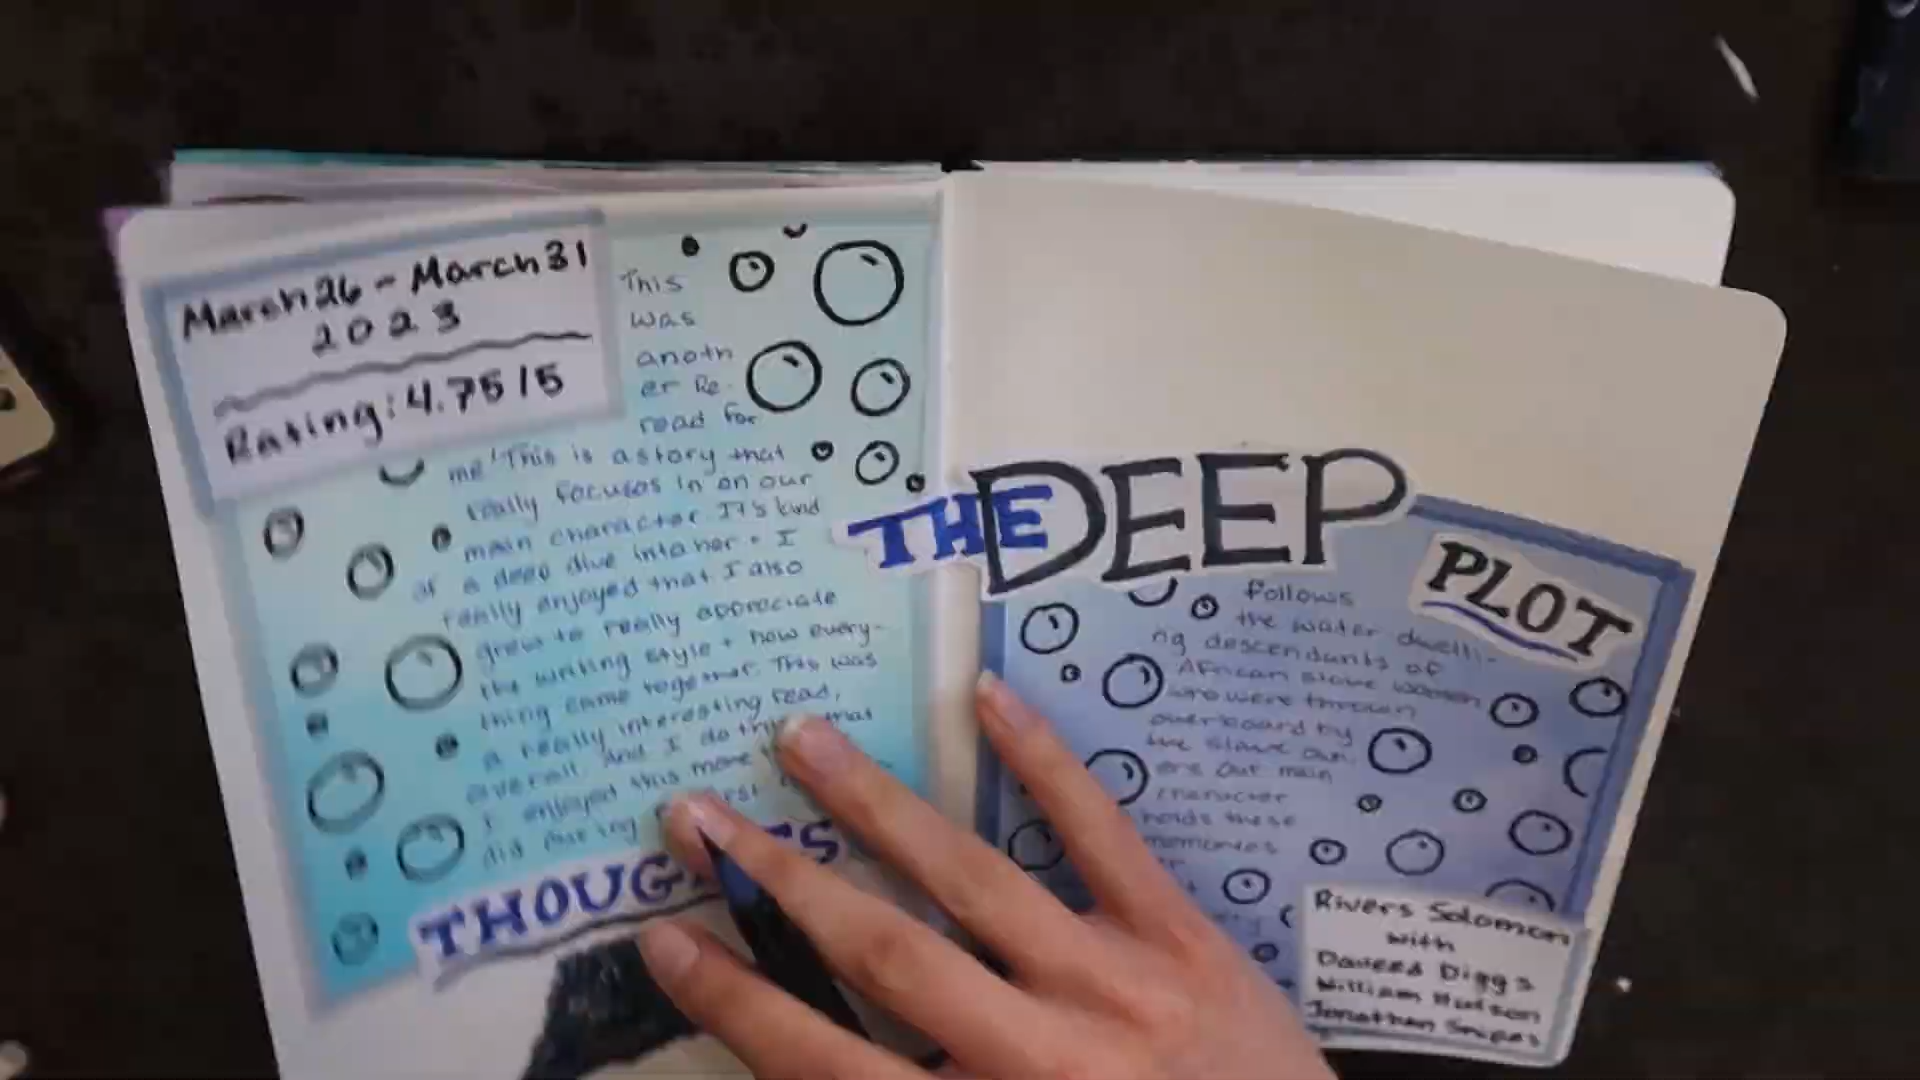 March 26 - March 31
2023
Rating: 4.75/5
This
was
anoth
er Re-
read for
me! This is a story that
really focuses in on our
main character. It's kind
of a deep dive into her + I
really enjoyed that. I also
grew to really appreciate
the writing style + how every-
thing came together. This was
a really interesting read,
overall. And I do that
I enjoyed this more
did during
THOUGHTS
THE DEEP
PLOT
follows
the water dwelli-
ng descendants of
African slave women
who were thrown
overboard by
the slave own
ers. Our main
character
holds these
memories
Rivers Solomon
with
Daveed Diggs
William Hutson
Jonathan Snipes